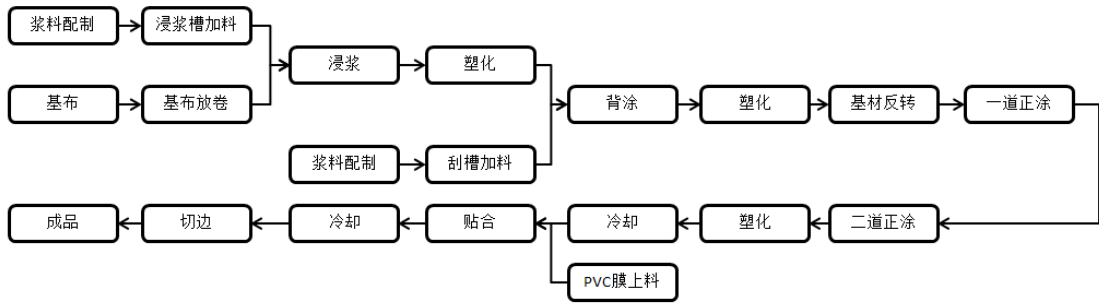 浆料配制
浸浆槽加料
浸浆
塑化
基布
基布放卷
背涂
塑化
基材反转
一道正涂
浆料配制
刮槽加料
成品
切边
冷却
贴合
冷却
塑化
二道正涂
PVC膜上料